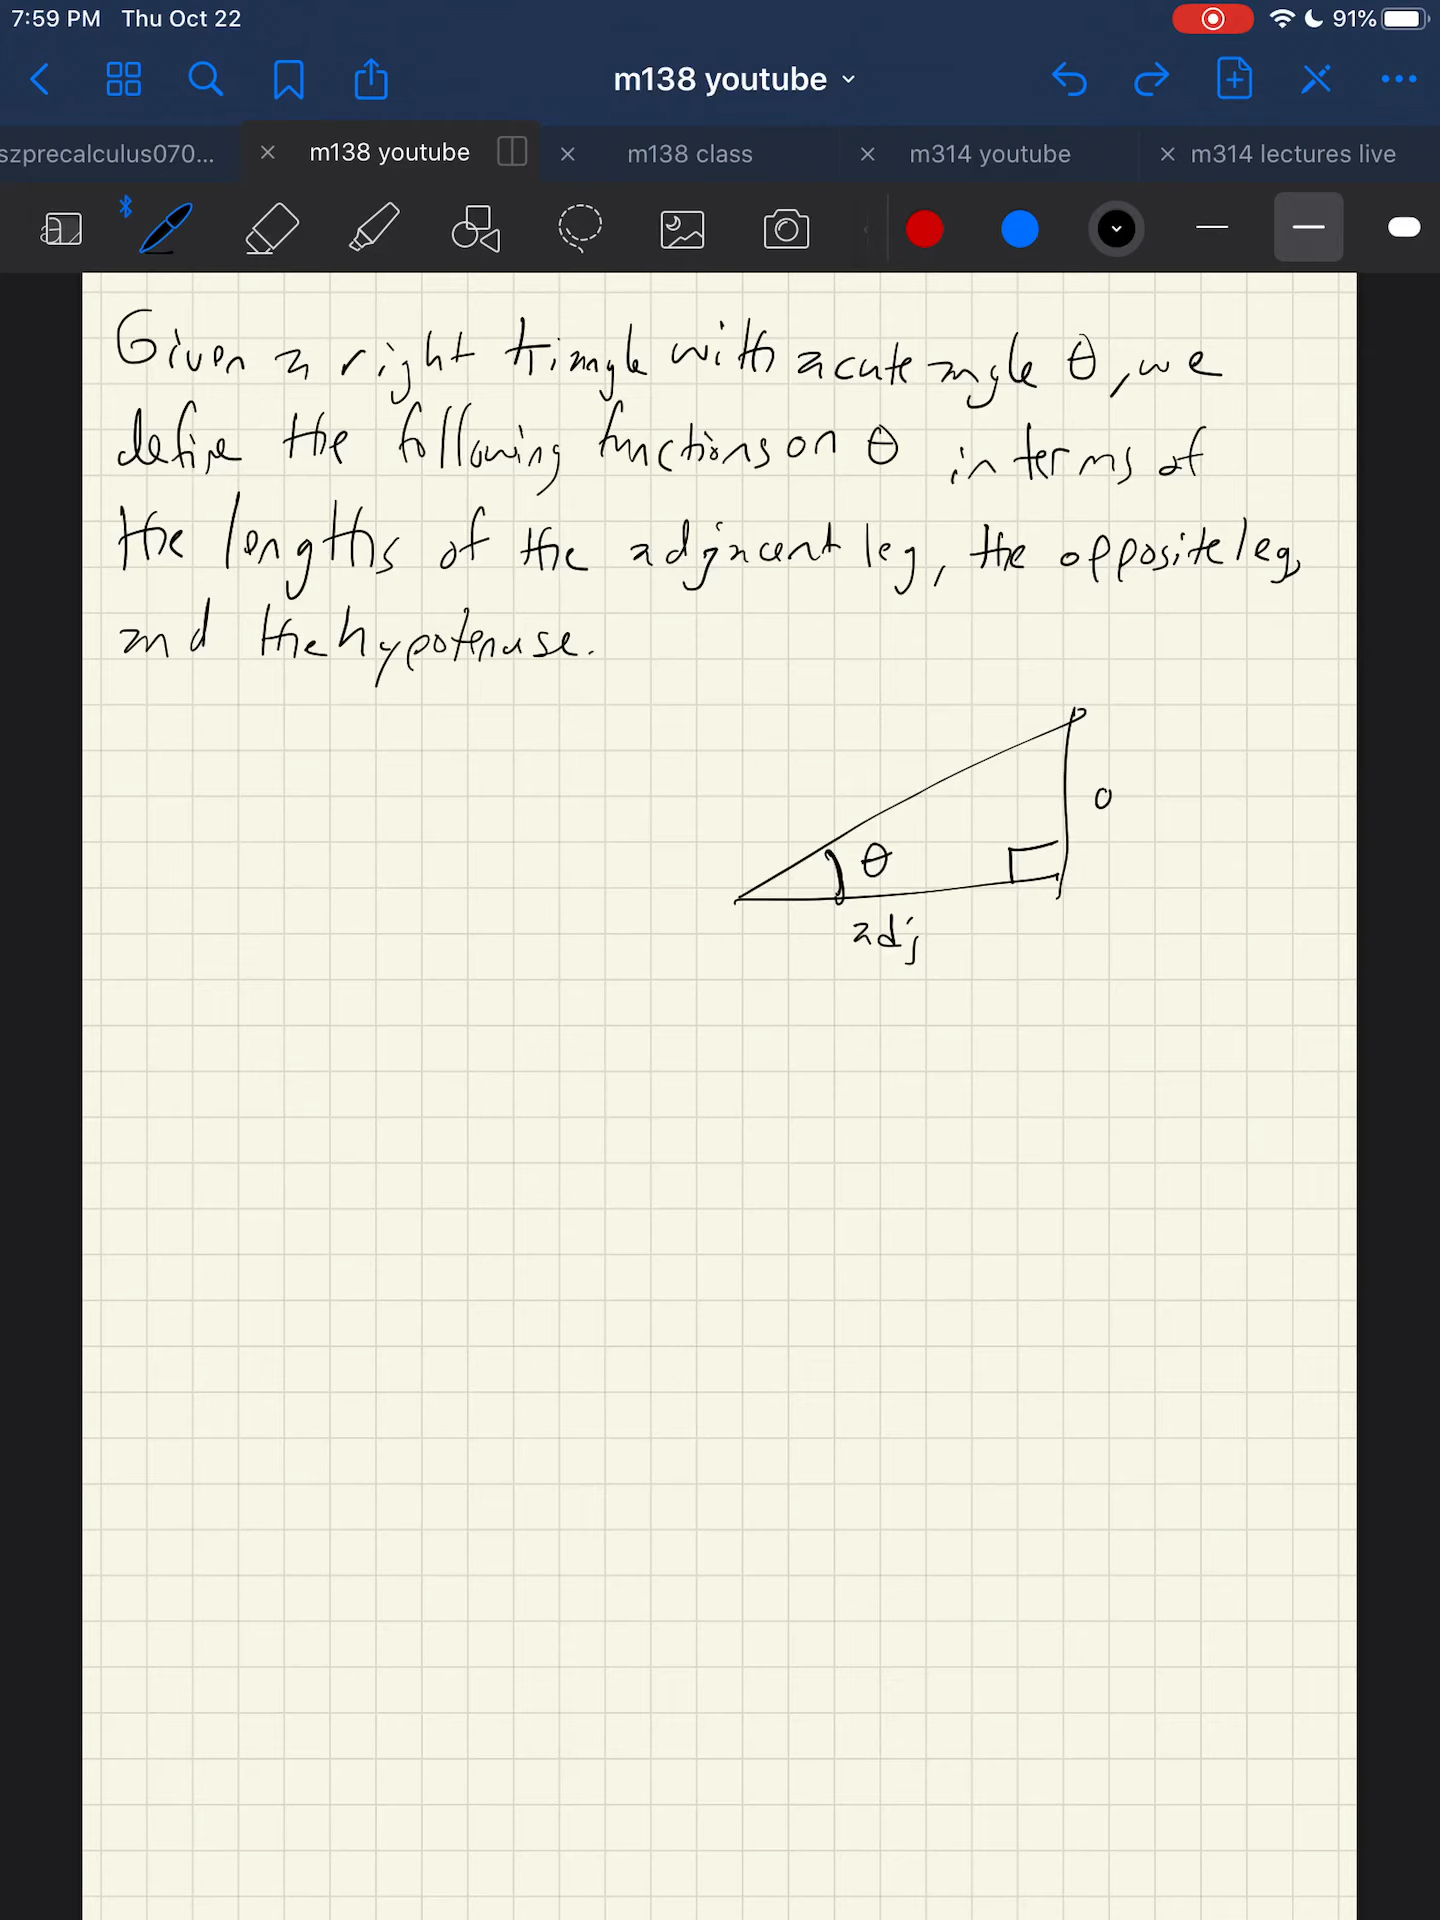 7:59 PM Thu Oct 22
91%
m138 youtube
szprecalculus070...
m138 youtube
m138 class
m314 youtube
m314 lectures live
Given a right triangle with acute angle θ, we
define the following functions on θ in terms of
the lengths of the adjacent leg, the opposite leg,
and the hypotenuse.
o
θ
adj